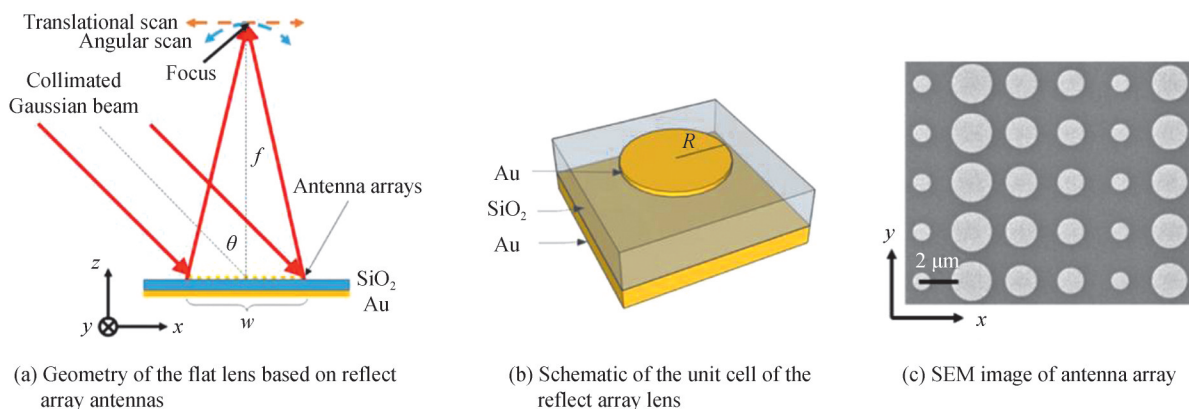 Translational scan
Angular scan
Focus
Collimated
Gaussian beam
f
Antenna arrays
θ
z
SiO₂
Au
y
x
w
(a) Geometry of the flat lens based on reflect
array antennas
R
Au
SiO₂
Au
(b) Schematic of the unit cell of the
reflect array lens
y
2 μm
x
(c) SEM image of antenna array